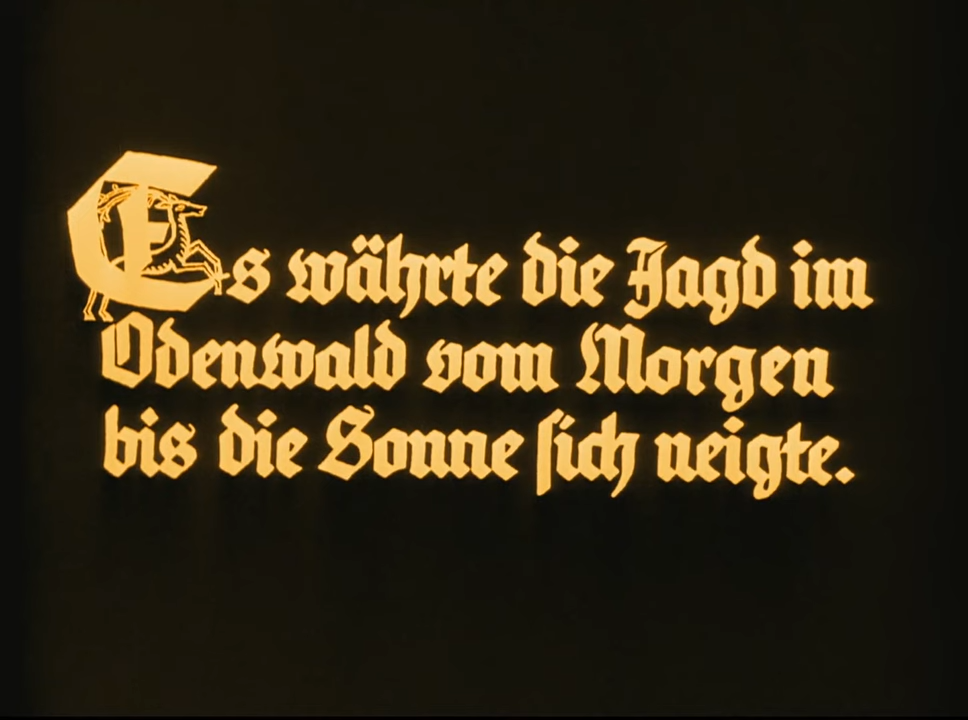 Es währte die Jagd im
Odenwald vom Morgen
bis die Sonne sich neigte.